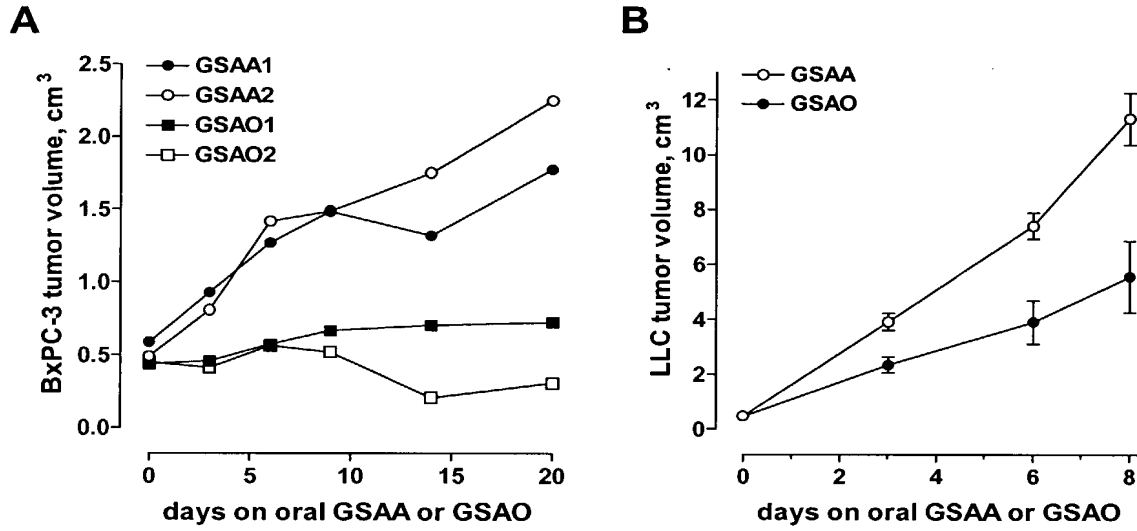 A
BxPC-3 tumor volume, cm3
2.5
2.0
1.5
1.0
0.5
0.0
GSAA1
GSAA2
GSAO1
GSAO2
0 5 10 15 20
days on oral GSAA or GSAO
B
LLC tumor volume, cm3
12
10
8
6
4
2
0
GSAA
GSAO
0 2 4 6 8
days on oral GSAA or GSAO